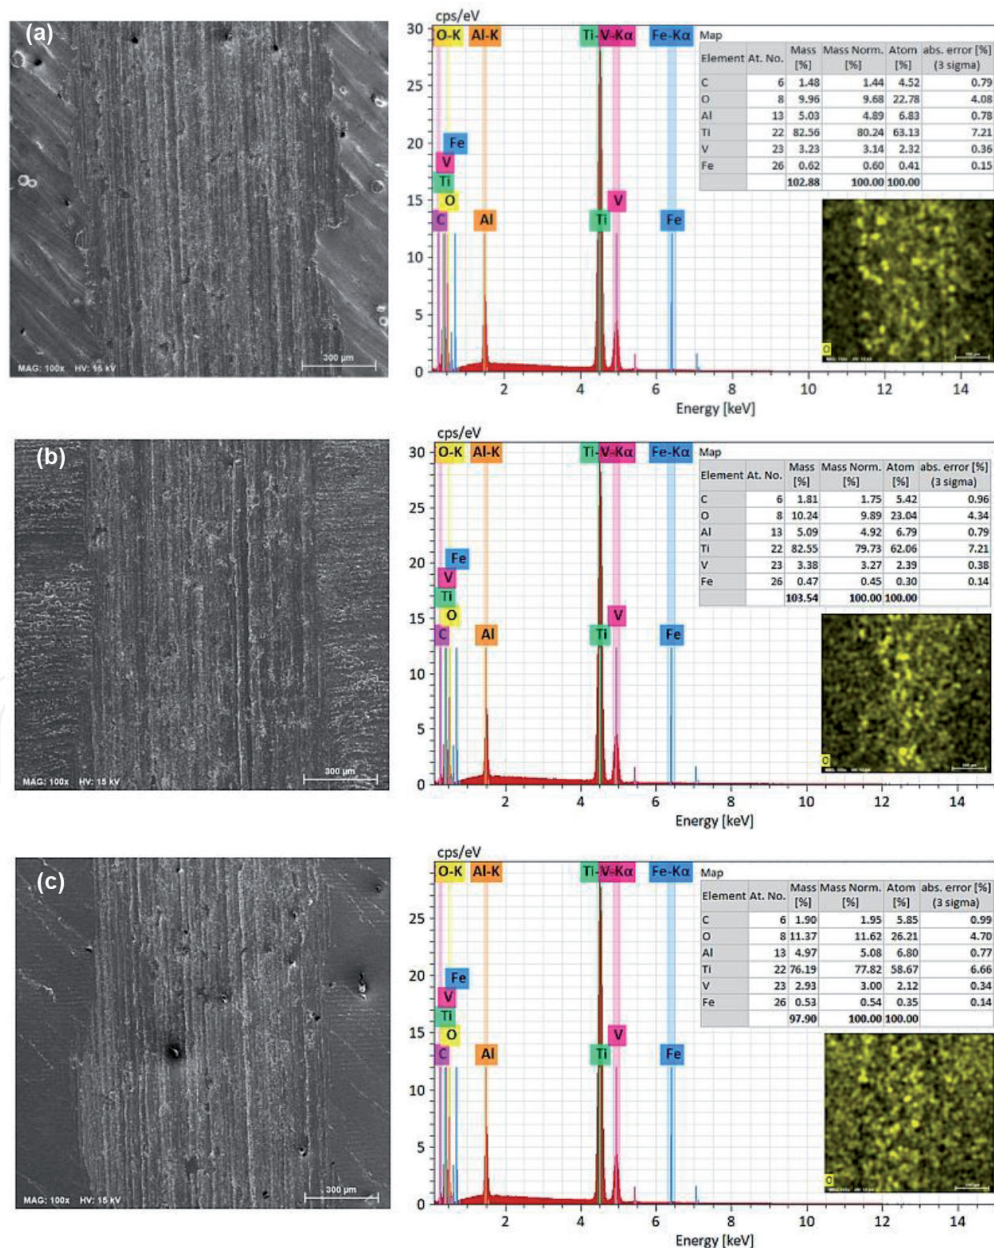 (a)
MAG: 100x HV: 15 kV
300 µm
cps/eV
30
25
20
15
10
5
0
O-K Al-K Ti- V-Kα Fe-Kα
Fe
V
Ti
O
C Al Ti V Fe
2 4 6 8 10 12 14
Energy [keV]
Map
Element At. No. Mass [%] Mass Norm. [%] Atom [%] abs. error [%] (3 sigma)
C 6 1.48 1.44 4.52 0.79
O 8 9.96 9.68 22.78 4.08
Al 13 5.03 4.89 6.83 0.78
Ti 22 82.56 80.24 63.13 7.21
V 23 3.23 3.14 2.32 0.36
Fe 26 0.62 0.60 0.41 0.15
102.88 100.00 100.00
O
(b)
MAG: 100x HV: 15 kV
300 µm
cps/eV
30
25
20
15
10
5
0
O-K Al-K Ti- V-Kα Fe-Kα
Fe
V
Ti
O
C Al Ti V Fe
2 4 6 8 10 12 14
Energy [keV]
Map
Element At. No. Mass [%] Mass Norm. [%] Atom [%] abs. error [%] (3 sigma)
C 6 1.81 1.75 5.42 0.96
O 8 10.24 9.89 23.04 4.34
Al 13 5.09 4.92 6.79 0.79
Ti 22 82.55 79.73 62.06 7.21
V 23 3.38 3.27 2.39 0.38
Fe 26 0.47 0.45 0.30 0.14
103.54 100.00 100.00
O
(c)
MAG: 100x HV: 15 kV
300 µm
cps/eV
25
20
15
10
5
0
O-K Al-K Ti- V-Kα Fe-Kα
Fe
V
Ti
O
C Al Ti V Fe
2 4 6 8 10 12 14
Energy [keV]
Map
Element At. No. Mass [%] Mass Norm. [%] Atom [%] abs. error [%] (3 sigma)
C 6 1.90 1.95 5.85 0.99
O 8 11.37 11.62 26.21 4.70
Al 13 4.97 5.08 6.80 0.77
Ti 22 76.19 77.82 58.67 6.66
V 23 2.93 3.00 2.12 0.34
Fe 26 0.53 0.54 0.35 0.14
97.90 100.00 100.00
O